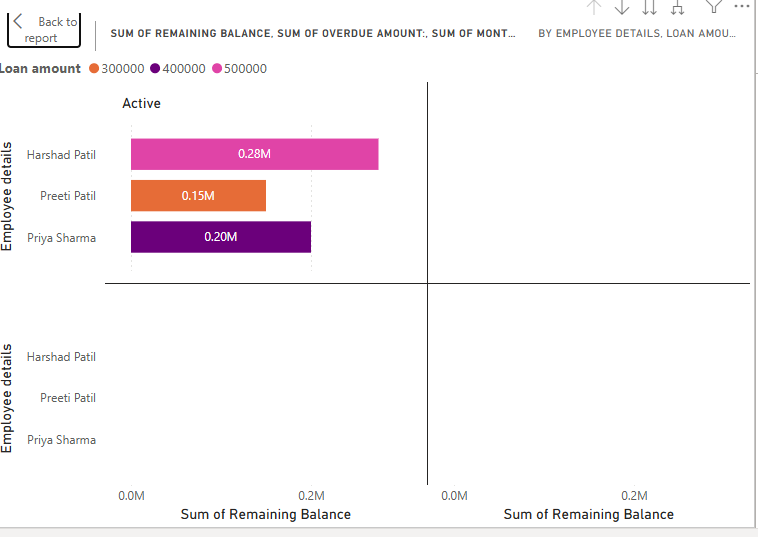 Back to
report
SUM OF REMAINING BALANCE, SUM OF OVERDUE AMOUNT:, SUM OF MONT...
BY EMPLOYEE DETAILS, LOAN AMOU...
Loan amount 300000 400000 500000
Active
Employee details
Harshad Patil 0.28M
Preeti Patil 0.15M
Priya Sharma 0.20M
Employee details
Harshad Patil
Preeti Patil
Priya Sharma
0.0M 0.2M 0.0M 0.2M
Sum of Remaining Balance Sum of Remaining Balance